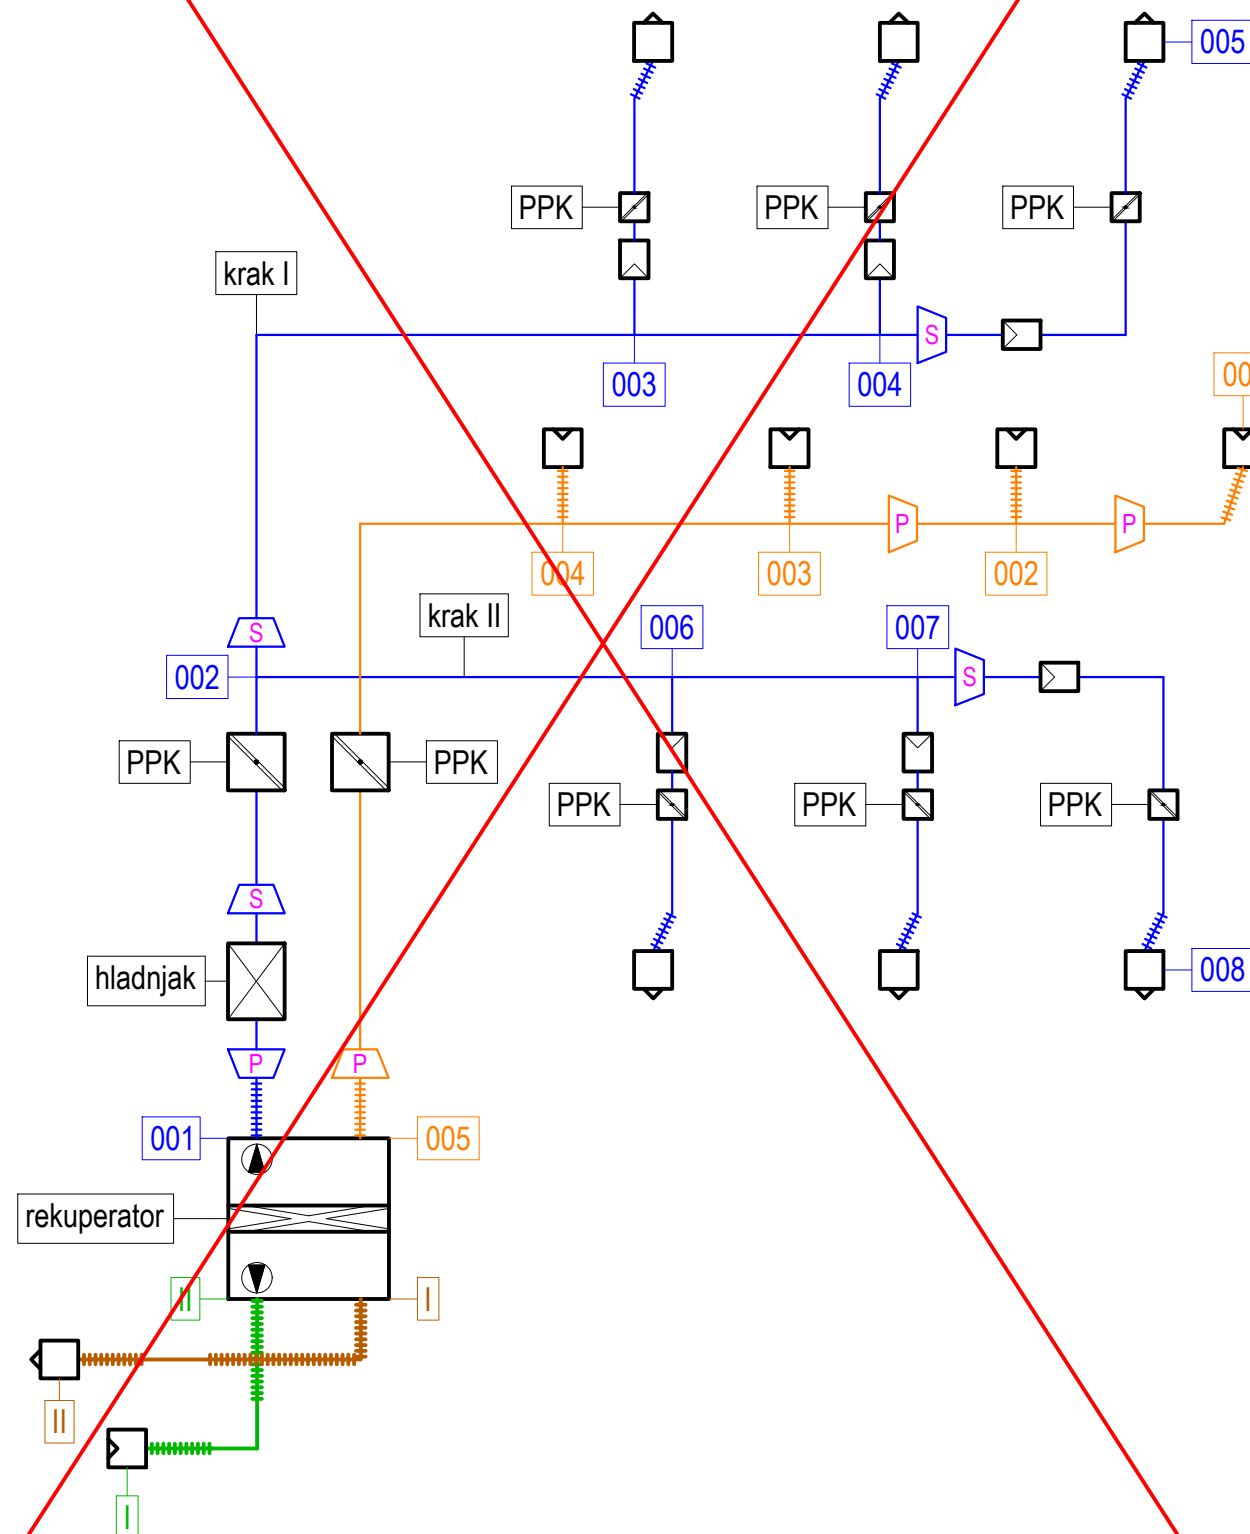 005
PPK
PPK
PPK
krak I
S
003
004
00
P
P
004
003
002
krak II
006
007
S
002
S
PPK
PPK
PPK
PPK
PPK
S
hladnjak
008
P
P
001
005
rekuperator
II
I
II
I